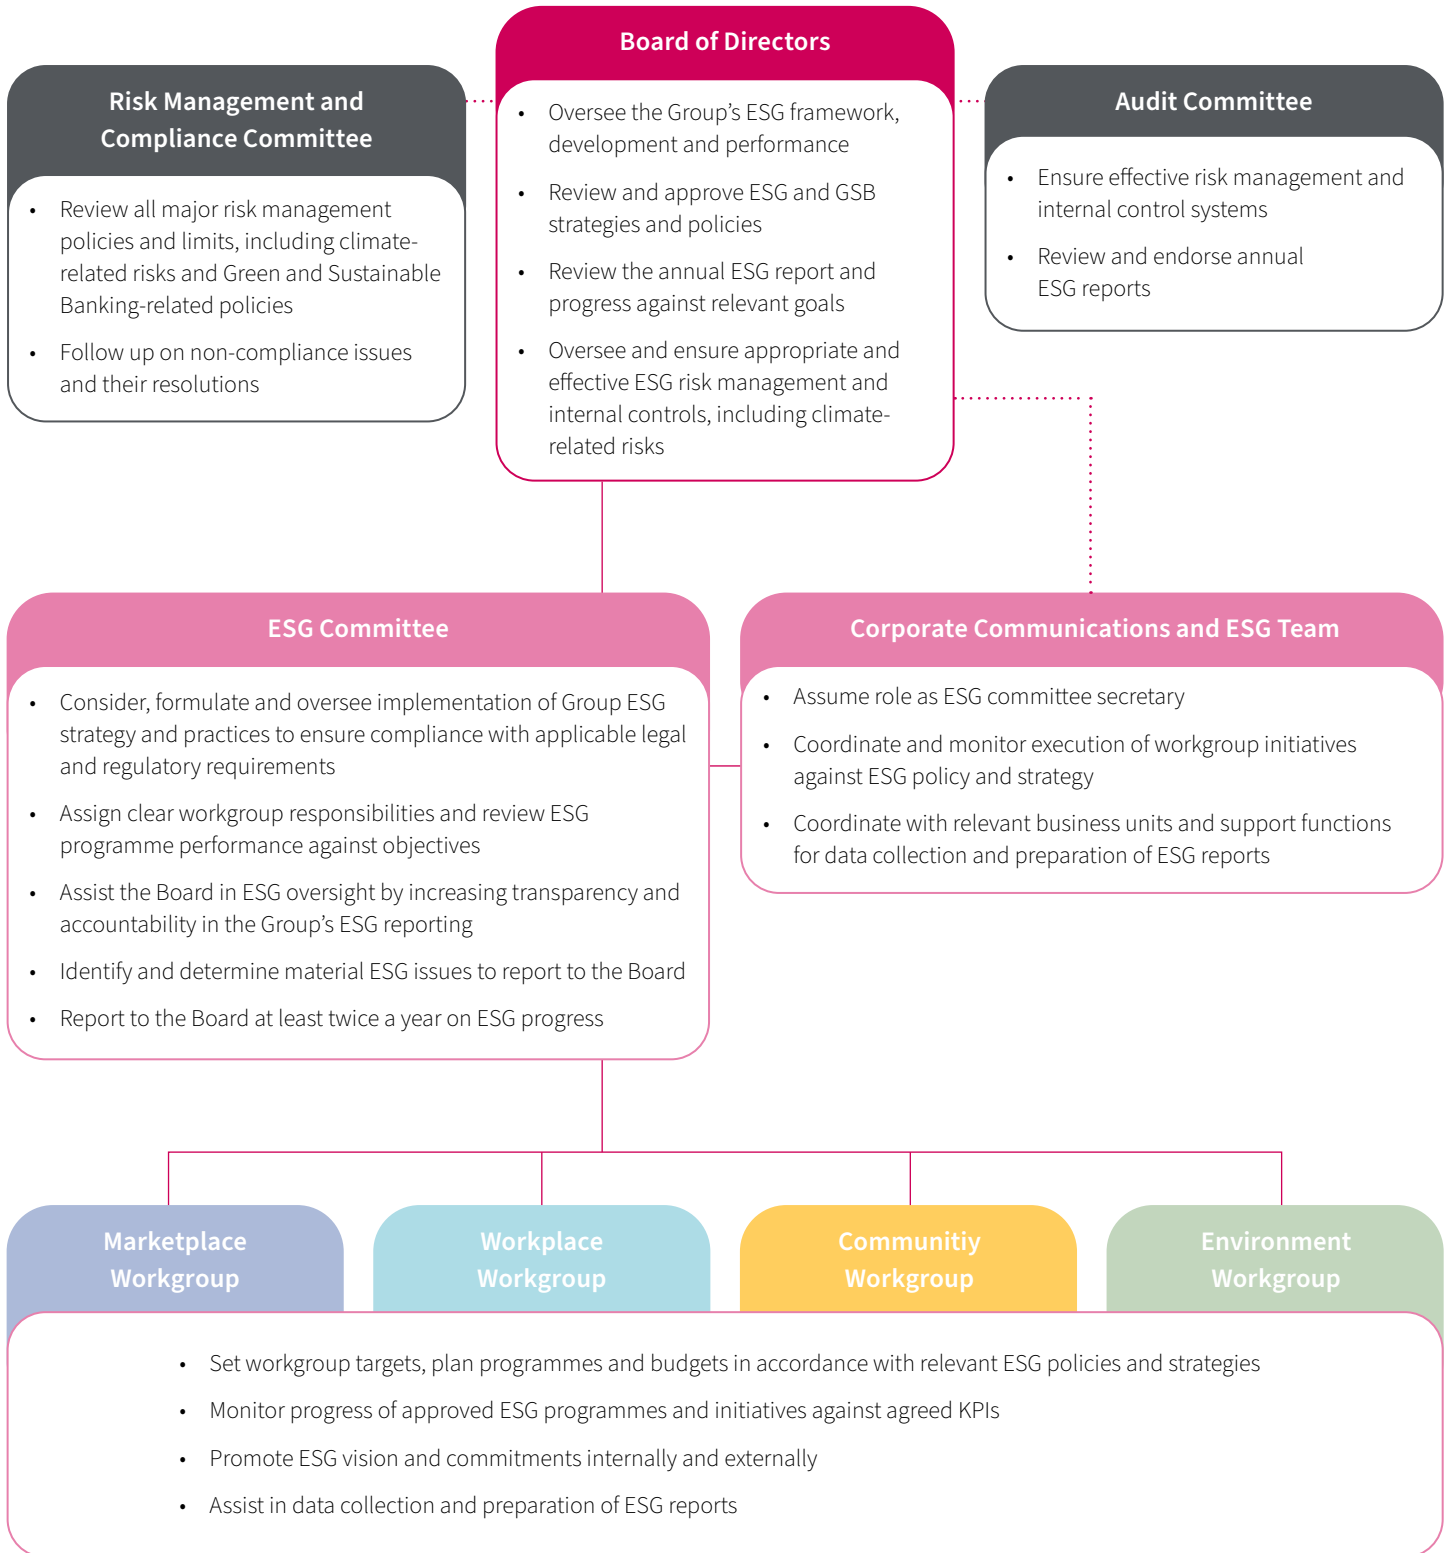 Board of Directors
• Oversee the Group’s ESG framework,
development and performance
• Review and approve ESG and GSB
strategies and policies
• Review the annual ESG report and
progress against relevant goals
• Oversee and ensure appropriate and
effective ESG risk management and
internal controls, including climate-
related risks
Risk Management and
Compliance Committee
• Review all major risk management
policies and limits, including climate-
related risks and Green and Sustainable
Banking-related policies
• Follow up on non-compliance issues
and their resolutions
Audit Committee
• Ensure effective risk management and
internal control systems
• Review and endorse annual
ESG reports
ESG Committee
• Consider, formulate and oversee implementation of Group ESG
strategy and practices to ensure compliance with applicable legal
and regulatory requirements
• Assign clear workgroup responsibilities and review ESG
programme performance against objectives
• Assist the Board in ESG oversight by increasing transparency and
accountability in the Group’s ESG reporting
• Identify and determine material ESG issues to report to the Board
• Report to the Board at least twice a year on ESG progress
Corporate Communications and ESG Team
• Assume role as ESG committee secretary
• Coordinate and monitor execution of workgroup initiatives
against ESG policy and strategy
• Coordinate with relevant business units and support functions
for data collection and preparation of ESG reports
Marketplace
Workgroup
Workplace
Workgroup
Communitiy
Workgroup
Environment
Workgroup
• Set workgroup targets, plan programmes and budgets in accordance with relevant ESG policies and strategies
• Monitor progress of approved ESG programmes and initiatives against agreed KPIs
• Promote ESG vision and commitments internally and externally
• Assist in data collection and preparation of ESG reports